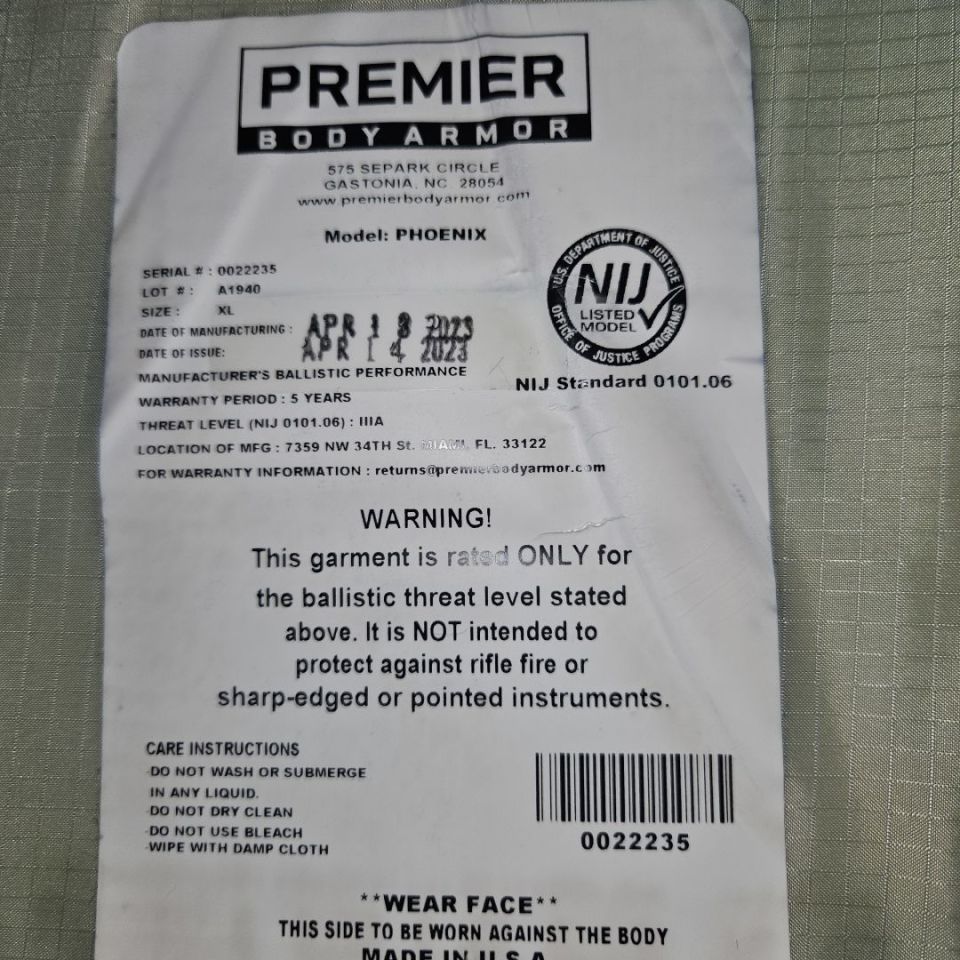 PREMIER
BODY ARMOR
575 SEPARK CIRCLE
GASTONIA, NC 28054
www.premierbodyarmor.com
Model: PHOENIX
SERIAL # : 0022235
LOT # : A1940
SIZE : XL
DATE OF MANUFACTURING : APR 13 2023
DATE OF ISSUE: APR 14 2023
U.S. DEPARTMENT OF JUSTICE
NIJ
LISTED
MODEL
OFFICE OF JUSTICE PROGRAMS
NIJ Standard 0101.06
MANUFACTURER'S BALLISTIC PERFORMANCE
WARRANTY PERIOD : 5 YEARS
THREAT LEVEL (NIJ 0101.06) : IIIA
LOCATION OF MFG : 7359 NW 34TH St. MIAMI, FL. 33122
FOR WARRANTY INFORMATION : returns@premierbodyarmor.com
WARNING!
This garment is rated ONLY for
the ballistic threat level stated
above. It is NOT intended to
protect against rifle fire or
sharp-edged or pointed instruments.
CARE INSTRUCTIONS
-DO NOT WASH OR SUBMERGE
IN ANY LIQUID.
-DO NOT DRY CLEAN
-DO NOT USE BLEACH
-WIPE WITH DAMP CLOTH
0022235
**WEAR FACE**
THIS SIDE TO BE WORN AGAINST THE BODY
MADE IN U.S.A.